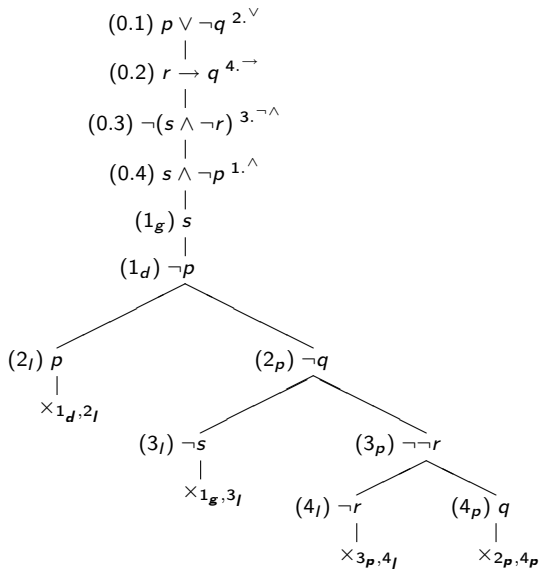 (0.1) p ∨ ¬q 2.∨
(0.2) r → q 4.→
(0.3) ¬(s ∧ ¬r) 3.¬∧
(0.4) s ∧ ¬p 1.∧
(1g) s
(1d) ¬p
(2l) p (2p) ¬q
×1d,2l
(3l) ¬s (3p) ¬¬r
×1g,3l
(4l) ¬r (4p) q
×3p,4l ×2p,4p